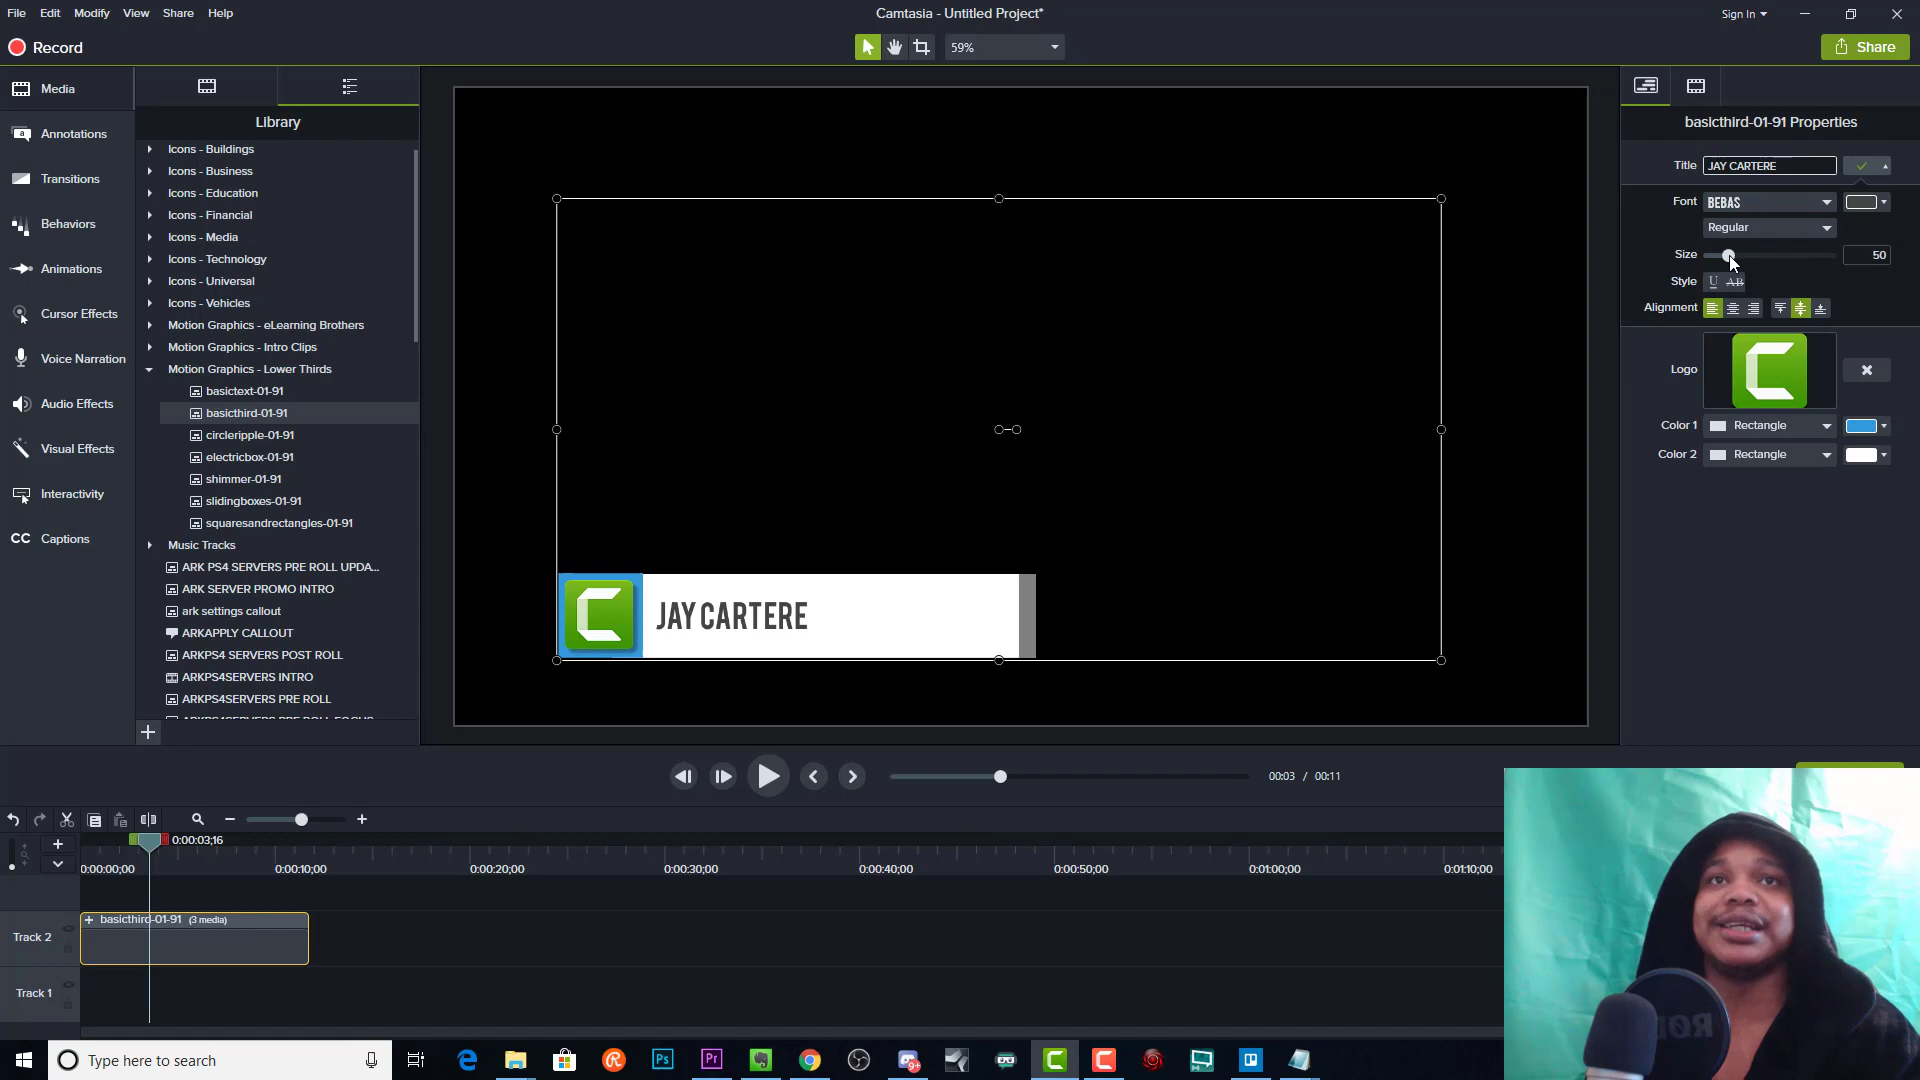 File Edit Modify View Share Help
Camtasia - Untitled Project*
Sign In
Record
59%
Share
Media
Annotations
Transitions
Behaviors
Animations
Cursor Effects
Voice Narration
Audio Effects
Visual Effects
Interactivity
CC Captions
Library
Icons - Buildings
Icons - Business
Icons - Education
Icons - Financial
Icons - Media
Icons - Technology
Icons - Universal
Icons - Vehicles
Motion Graphics - eLearning Brothers
Motion Graphics - Intro Clips
Motion Graphics - Lower Thirds
basictext-01-91
basicthird-01-91
circleripple-01-91
electricbox-01-91
shimmer-01-91
slidingboxes-01-91
squaresandrectangles-01-91
Music Tracks
ARK PS4 SERVERS PRE ROLL UPDA...
ARK SERVER PROMO INTRO
ark settings callout
ARKAPPLY CALLOUT
ARKPS4 SERVERS POST ROLL
ARKPS4SERVERS INTRO
ARKPS4SERVERS PRE ROLL
JAY CARTERE
basicthird-01-91 Properties
Title JAY CARTERE
Font BEBAS
Regular
Size 50
Style U AB
Alignment
Logo
Color 1 Rectangle
Color 2 Rectangle
00:03 / 00:11
0:00:03;16
0:00:00;00 0:00:10;00 0:00:20;00 0:00:30;00 0:00:40;00 0:00:50;00 0:01:00;00 0:01:10;00
Track 2
basicthird-01-91 (3 media)
Track 1
Type here to search
Ps
Pr
9+